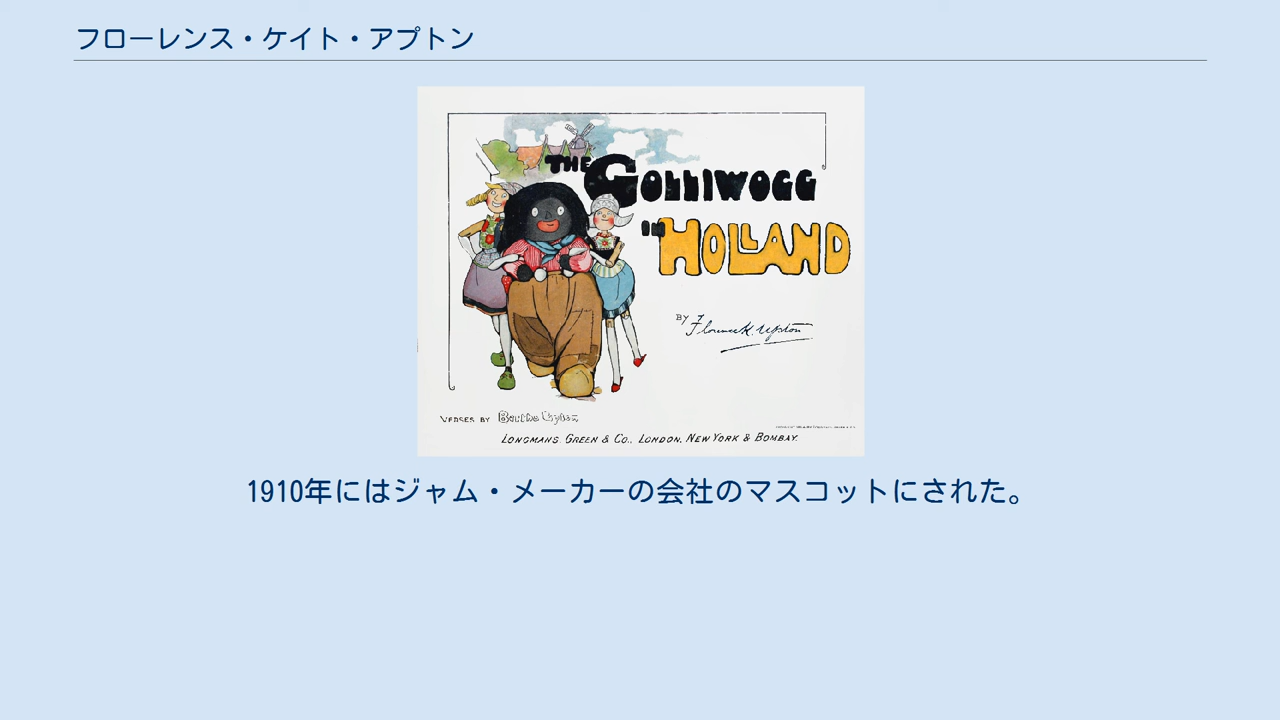 フローレンス・ケイト・アプトン
THE GOLLIWOGG
IN HOLLAND
BY Florence K. Upton
VERSES BY Bertha Upton
LONGMANS, GREEN & CO., LONDON, NEW YORK & BOMBAY.
1910年にはジャム・メーカーの会社のマスコットにされた。